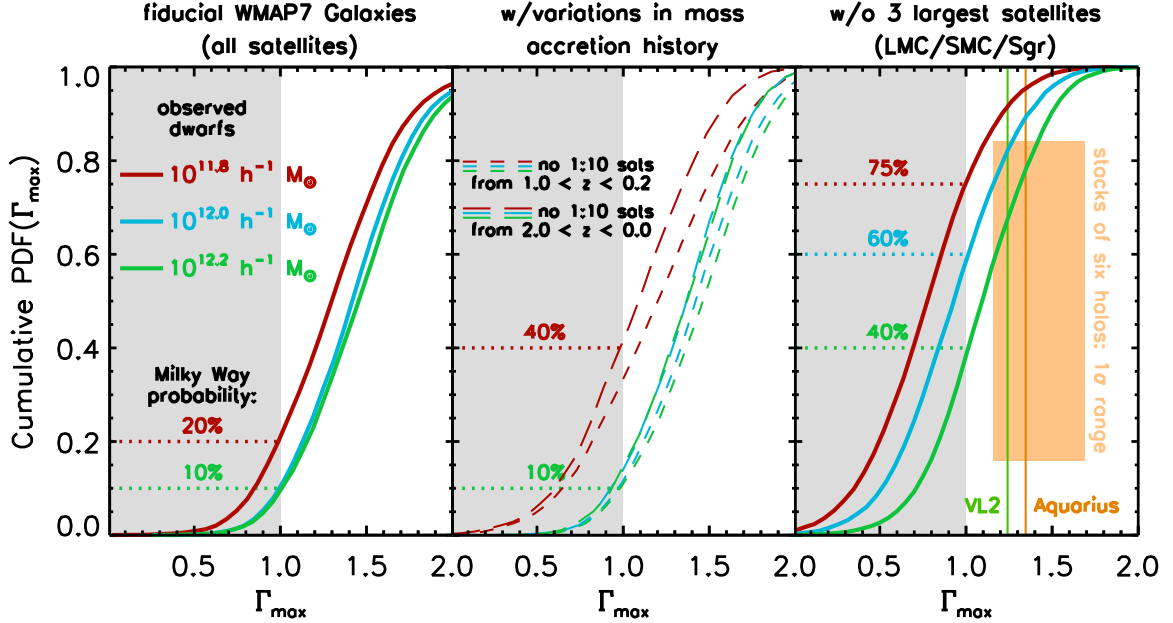 fiducial WMAP7 Galaxies
(all satellites)
w/variations in mass
accretion history
w/o 3 largest satellites
(LMC/SMC/Sgr)
Cumulative PDF(Γmax)
1.0
0.8
0.6
0.4
0.2
0.0
observed
dwarfs
10^11.8 h^−1 M⊙
10^12.0 h^−1 M⊙
10^12.2 h^−1 M⊙
Milky Way
probability:
20%
10%
no 1:10 sats
from 1.0 < z < 0.2
no 1:10 sats
from 2.0 < z < 0.0
40%
10%
75%
60%
40%
stacks of six halos: 1σ range
VL2
Aquarius
0.5 1.0 1.5 2.0 0.5 1.0 1.5 2.0 0.5 1.0 1.5 2.0
Γmax
Γmax
Γmax